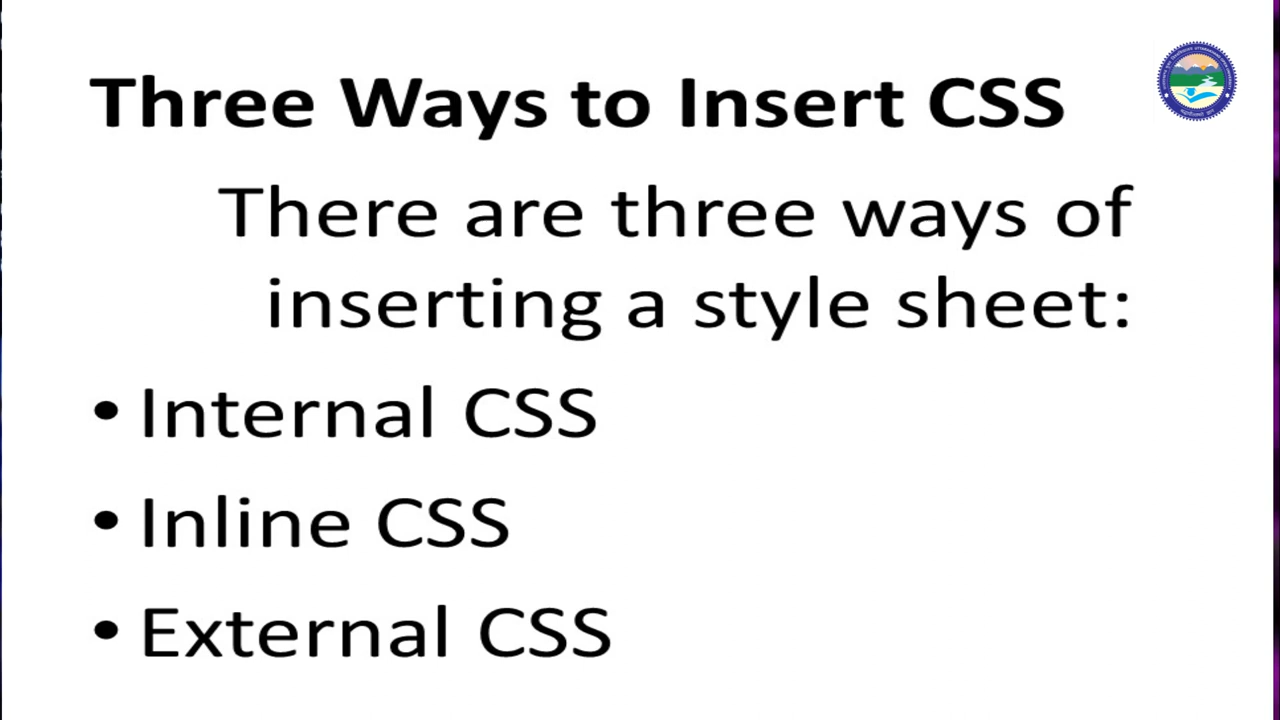 Three Ways to Insert CSS
There are three ways of
inserting a style sheet:
• Internal CSS
• Inline CSS
• External CSS